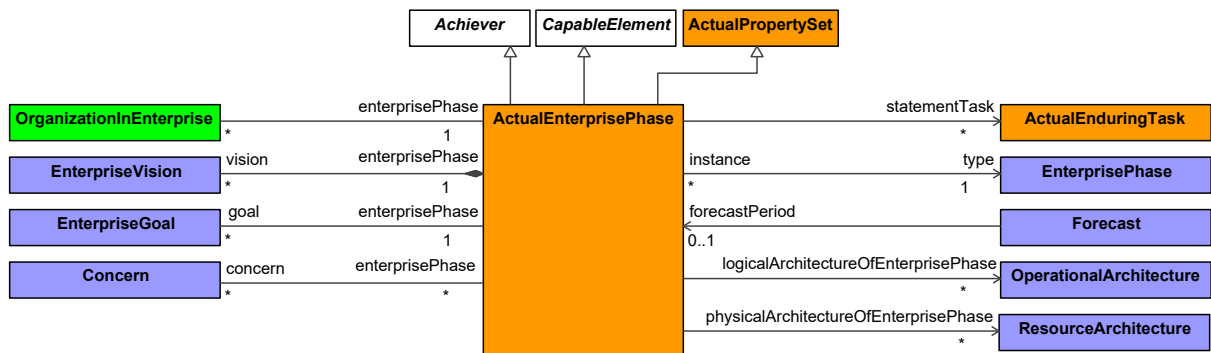 Achiever CapableElement ActualPropertySet
OrganizationInEnterprise enterprisePhase ActualEnterprisePhase statementTask ActualEnduringTask
* 1 *
EnterpriseVision vision enterprisePhase instance type EnterprisePhase
* 1 * 1
EnterpriseGoal goal enterprisePhase forecastPeriod Forecast
* 1 0..1
Concern concern enterprisePhase logicalArchitectureOfEnterprisePhase OperationalArchitecture
* * *
physicalArchitectureOfEnterprisePhase ResourceArchitecture
*